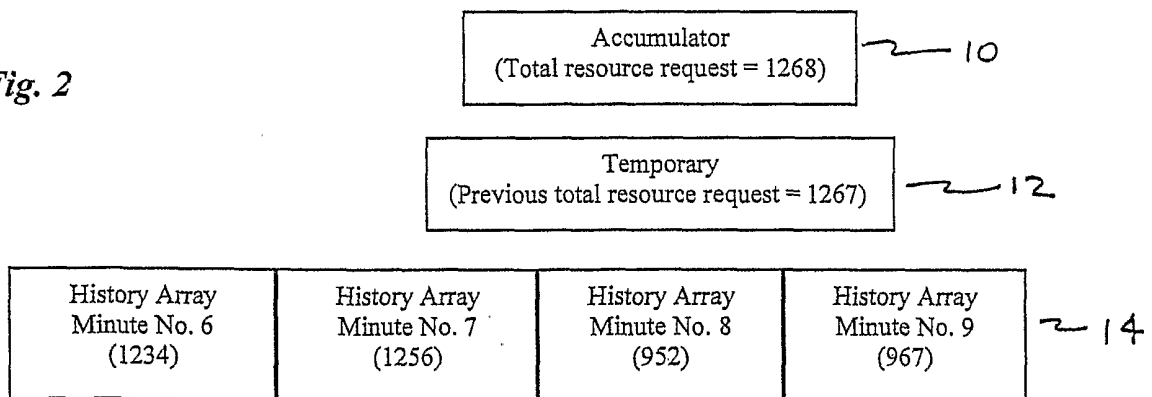 Accumulator
(Total resource request = 1268)
10
Fig. 2
Temporary
(Previous total resource request = 1267)
12
History Array
Minute No. 6
(1234)
History Array
Minute No. 7
(1256)
History Array
Minute No. 8
(952)
History Array
Minute No. 9
(967)
14